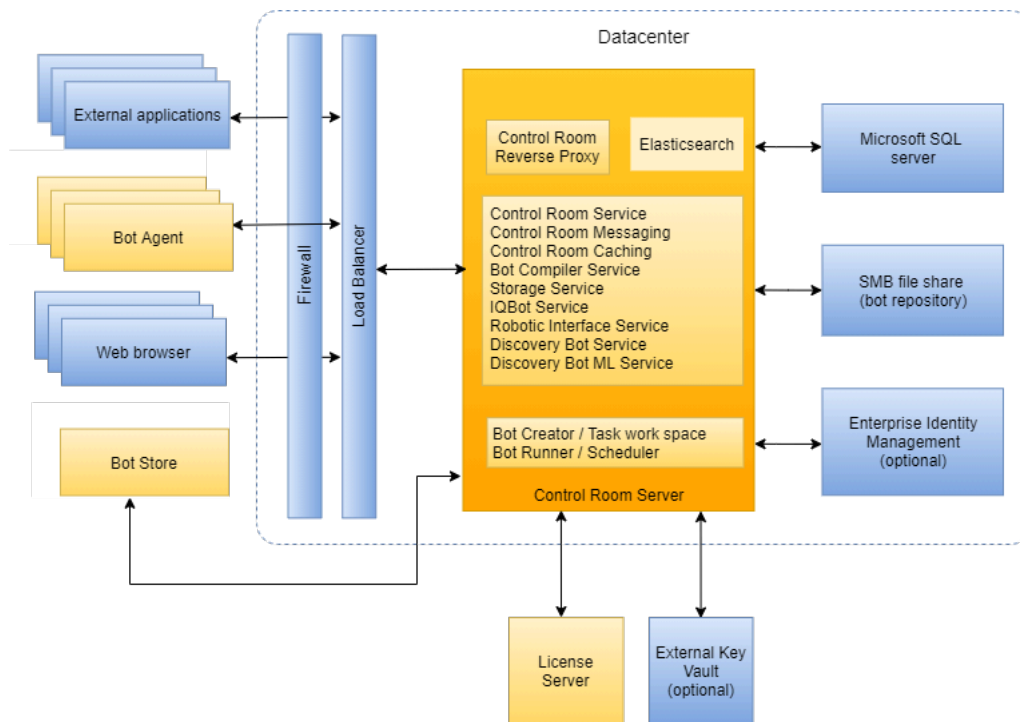 Datacenter
External applications
Bot Agent
Web browser
Bot Store
Firewall
Load Balancer
Control Room
Reverse Proxy
Elasticsearch
Control Room Service
Control Room Messaging
Control Room Caching
Bot Compiler Service
Storage Service
IQBot Service
Robotic Interface Service
Discovery Bot Service
Discovery Bot ML Service
Bot Creator / Task work space
Bot Runner / Scheduler
Control Room Server
Microsoft SQL
server
SMB file share
(bot repository)
Enterprise Identity
Management
(optional)
License
Server
External Key
Vault
(optional)